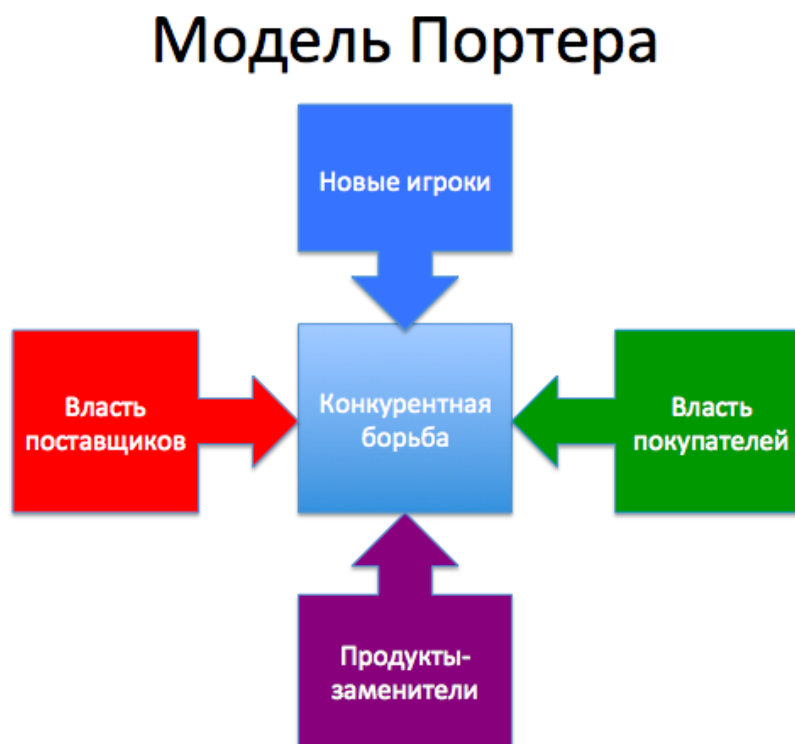 Модель Портера
Новые игроки
Власть
поставщиков
Конкурентная
борьба
Власть
покупателей
Продукты-
заменители